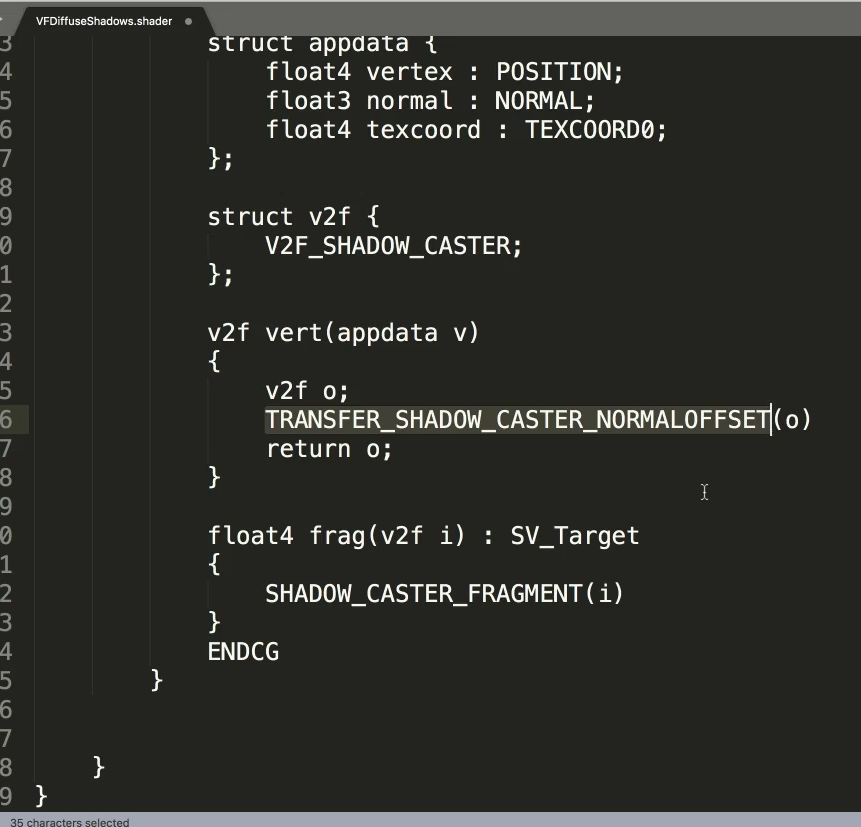 VFDiffuseShadows.shader
3 struct appdata {
4 float4 vertex : POSITION;
5 float3 normal : NORMAL;
6 float4 texcoord : TEXCOORD0;
7 };
8
9 struct v2f {
0 V2F_SHADOW_CASTER;
1 };
2
3 v2f vert(appdata v)
4 {
5 v2f o;
6 TRANSFER_SHADOW_CASTER_NORMALOFFSET(o)
7 return o;
8 }
9
0 float4 frag(v2f i) : SV_Target
1 {
2 SHADOW_CASTER_FRAGMENT(i)
3 }
4 ENDCG
5 }
6
7
8 }
9 }
35 characters selected